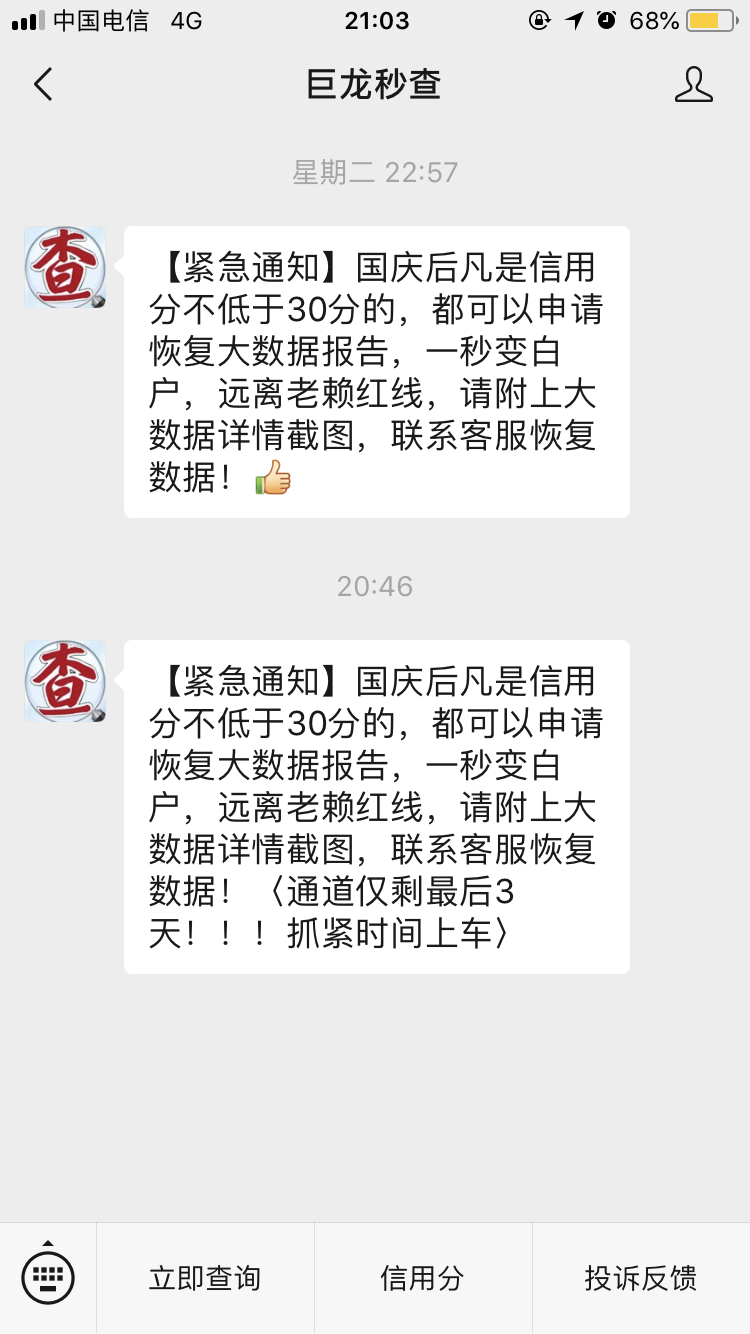 中国电信 4G 21:03 68%
巨龙秒查
星期二 22:57
查
【紧急通知】国庆后凡是信用
分不低于30分的，都可以申请
恢复大数据报告，一秒变白
户，远离老赖红线，请附上大
数据详情截图，联系客服恢复
数据！👍
20:46
查
【紧急通知】国庆后凡是信用
分不低于30分的，都可以申请
恢复大数据报告，一秒变白
户，远离老赖红线，请附上大
数据详情截图，联系客服恢复
数据！〈通道仅剩最后3
天！！！抓紧时间上车〉
立即查询 信用分 投诉反馈